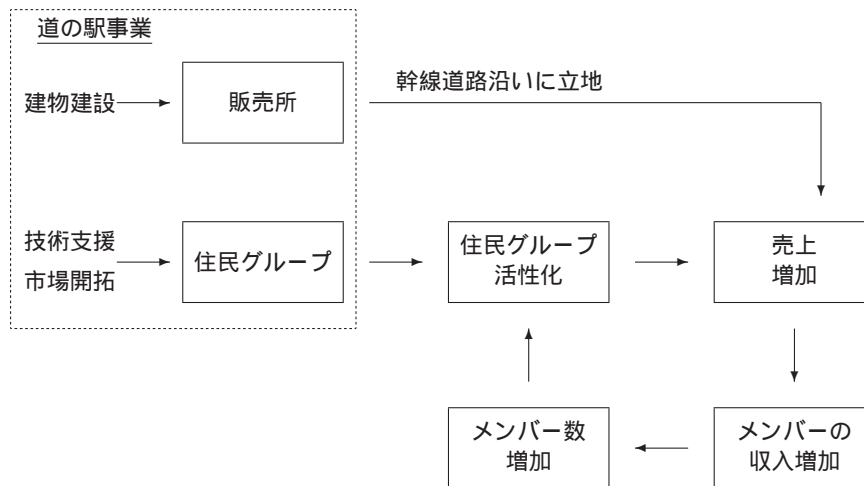 道の駅事業
建物建設
販売所
幹線道路沿いに立地
技術支援
市場開拓
住民グループ
住民グループ
活性化
売上
増加
メンバー数
増加
メンバーの
収入増加